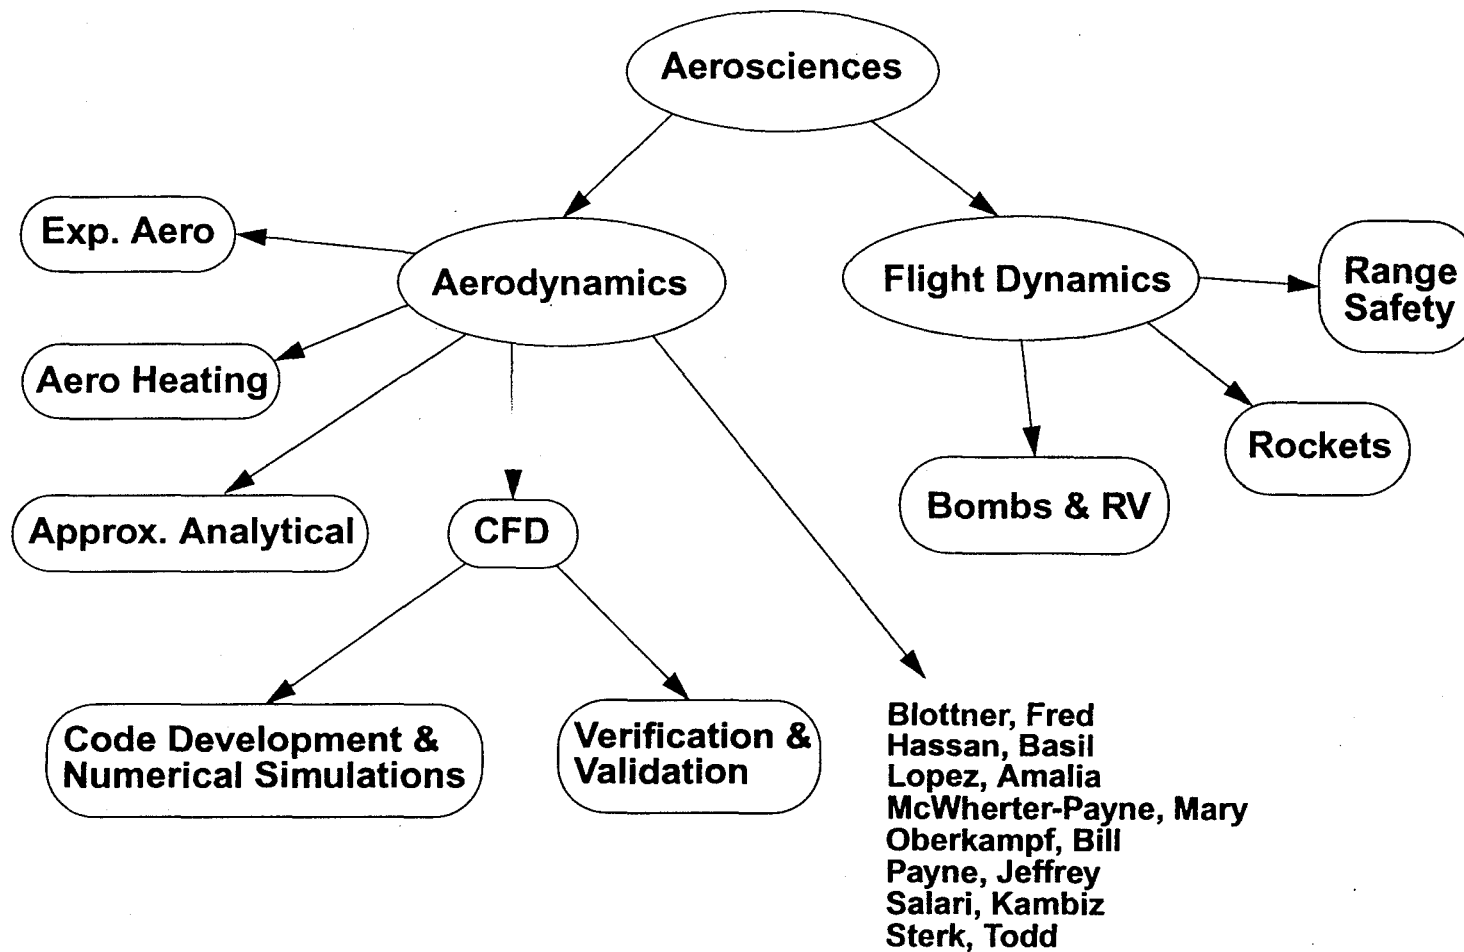 Aerosciences
Exp. Aero
Aerodynamics
Flight Dynamics
Range
Safety
Aero Heating
Rockets
Approx. Analytical
CFD
Bombs & RV
Code Development &
Numerical Simulations
Verification &
Validation
Blottner, Fred
Hassan, Basil
Lopez, Amalia
McWherter-Payne, Mary
Oberkampf, Bill
Payne, Jeffrey
Salari, Kambiz
Sterk, Todd